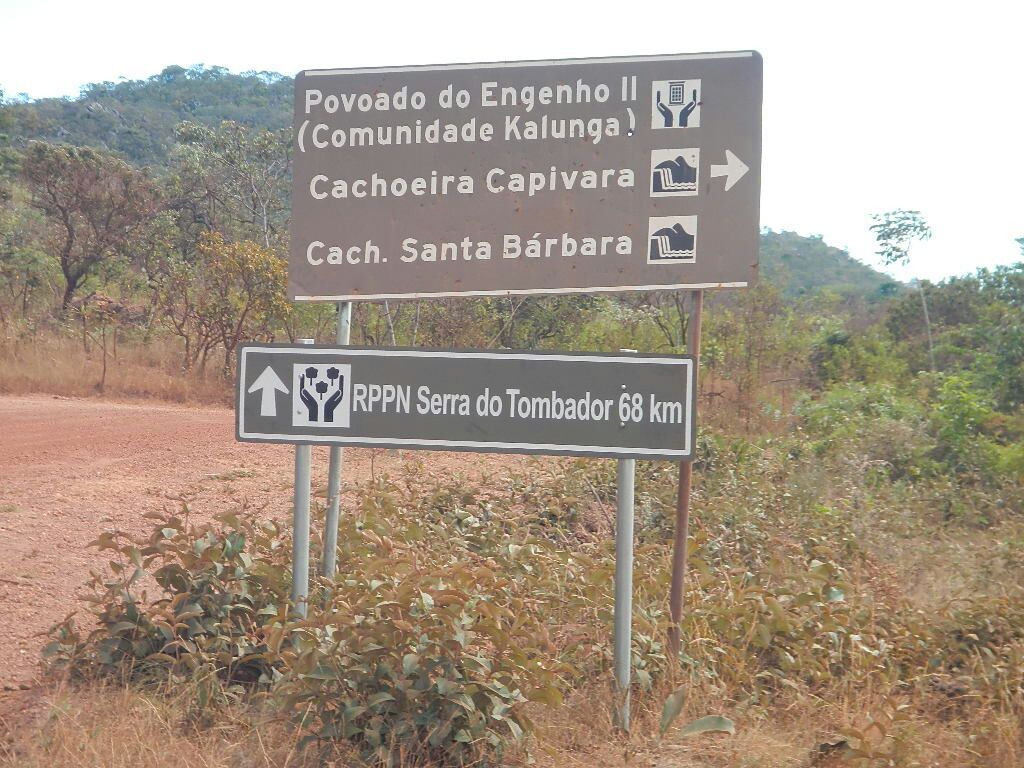 Povoado do Engenho II
(Comunidade Kalunga)
Cachoeira Capivara
Cach. Santa Bárbara
RPPN Serra do Tombador 68 km